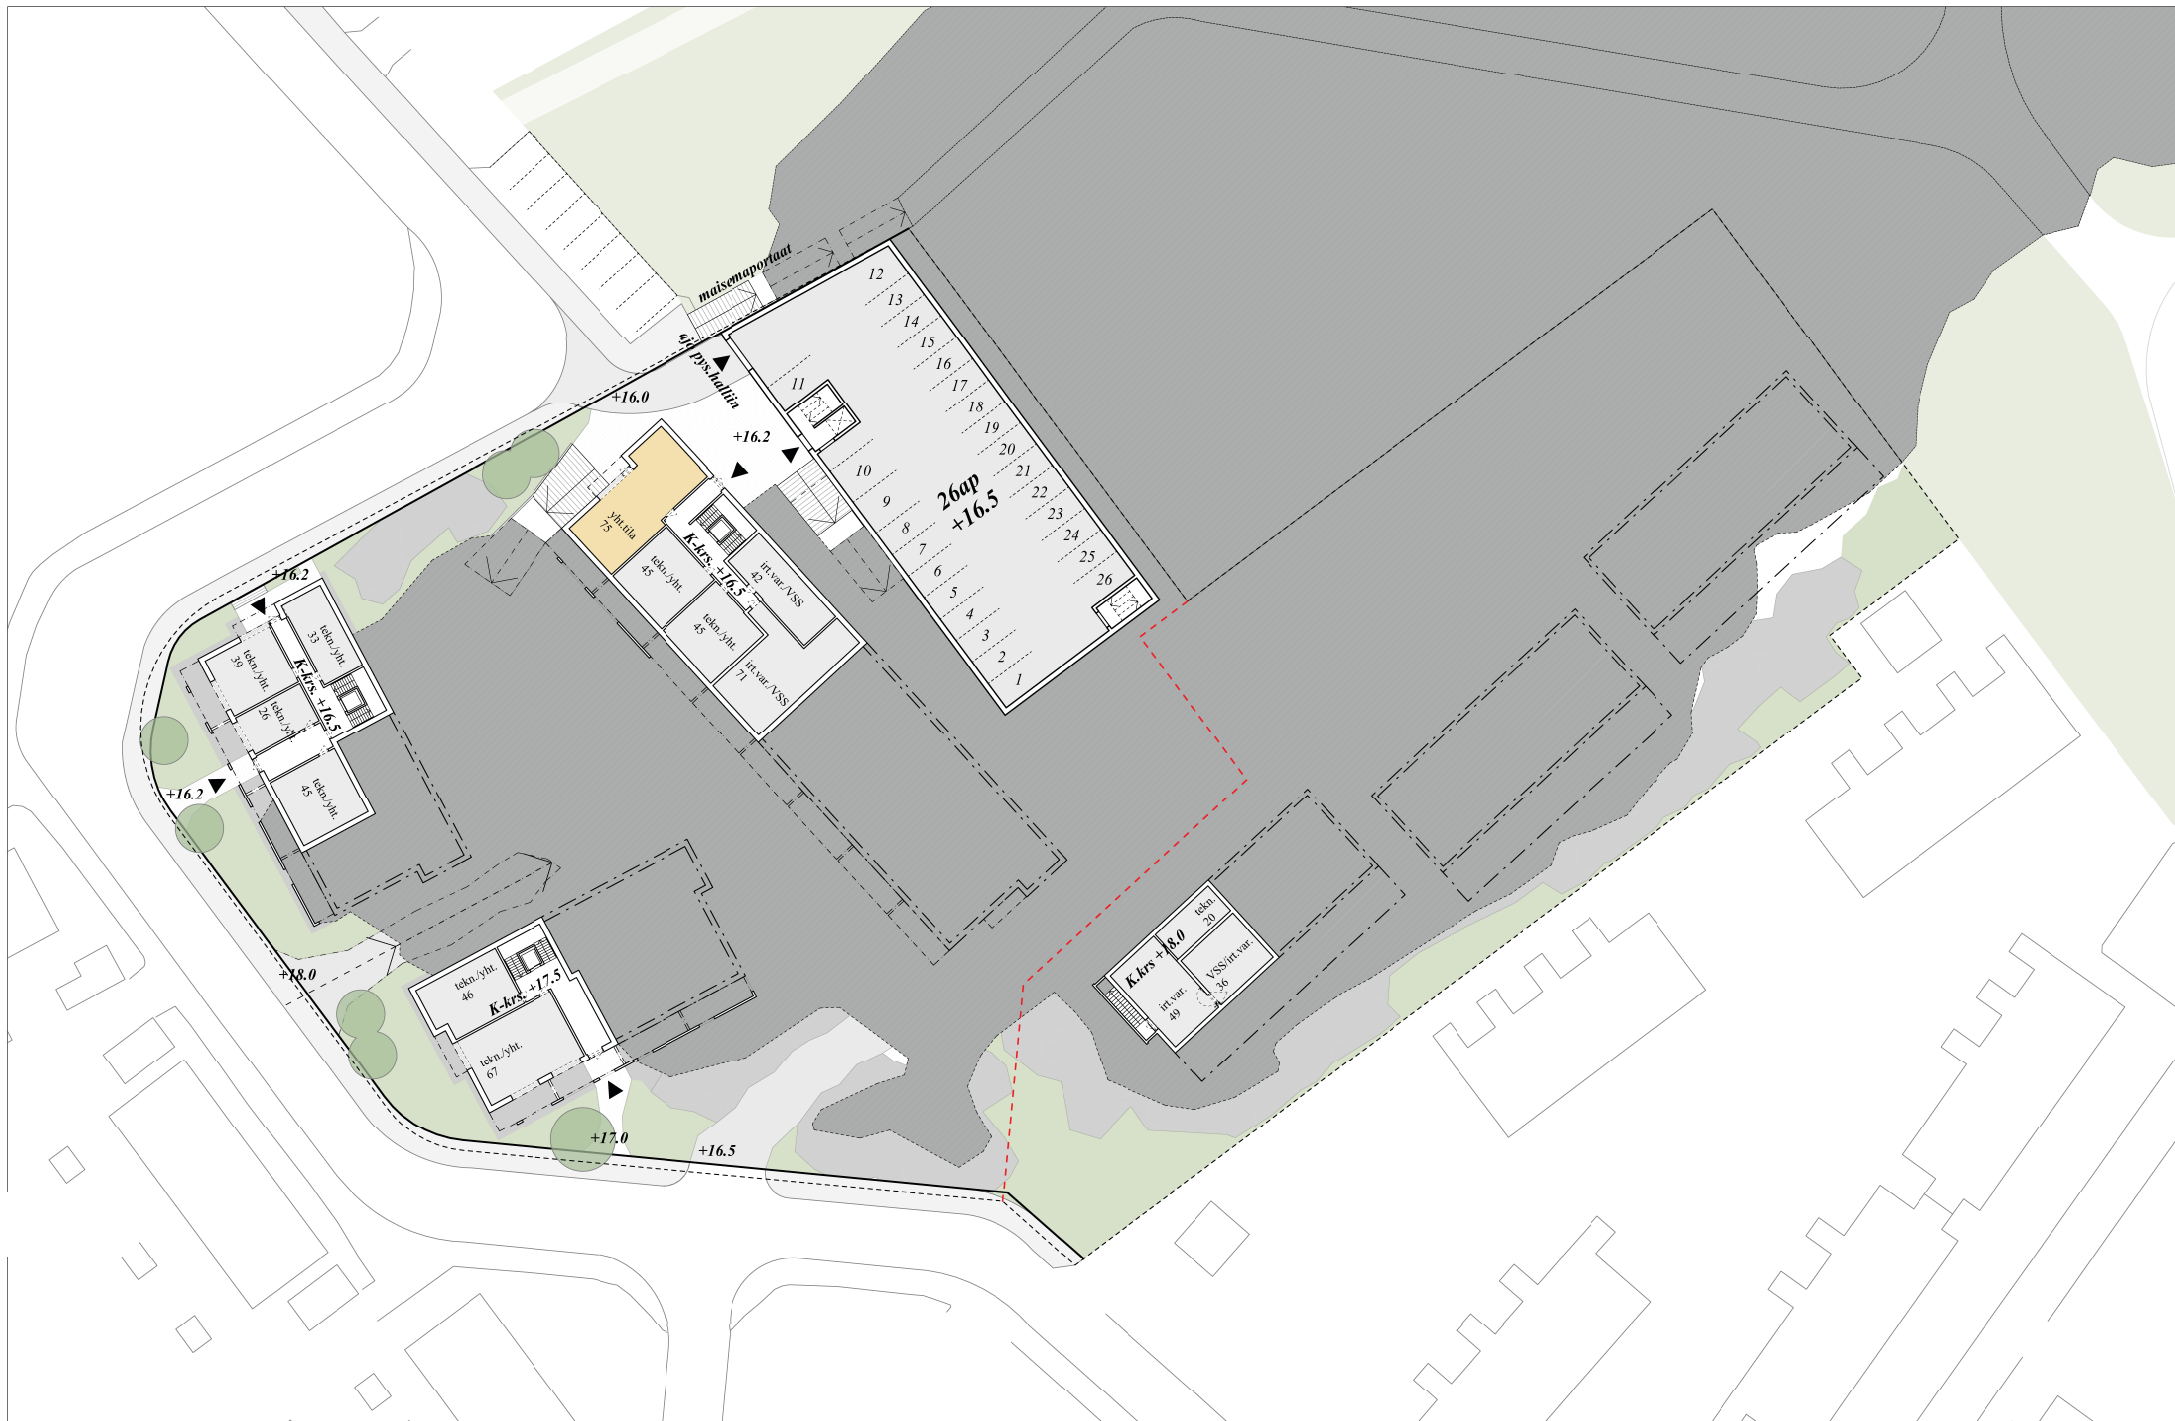 maisemaportaat
ajo pys.halliin
+16.0
+16.2
12
13
14
15
16
17
18
19
20
21
22
23
24
25
26
11
10
9
8
7
6
5
4
3
2
1
26ap
+16.5
yht.tila
75
K-krs. +16.5
tekn./yht.
45
tekn./yht.
45
irt.var./VSS
42
irt.var./VSS
71
+16.2
tekn./yht.
33
tekn./yht.
39
tekn./yht.
26
K-krs. +16.5
tekn/yht.
45
+16.2
+18.0
tekn./yht.
46
K-krs. +17.5
tekn./yht.
67
+17.0
+16.5
tekn.
20
K.krs +18.0
VSS/irt.var.
36
irt.var.
49